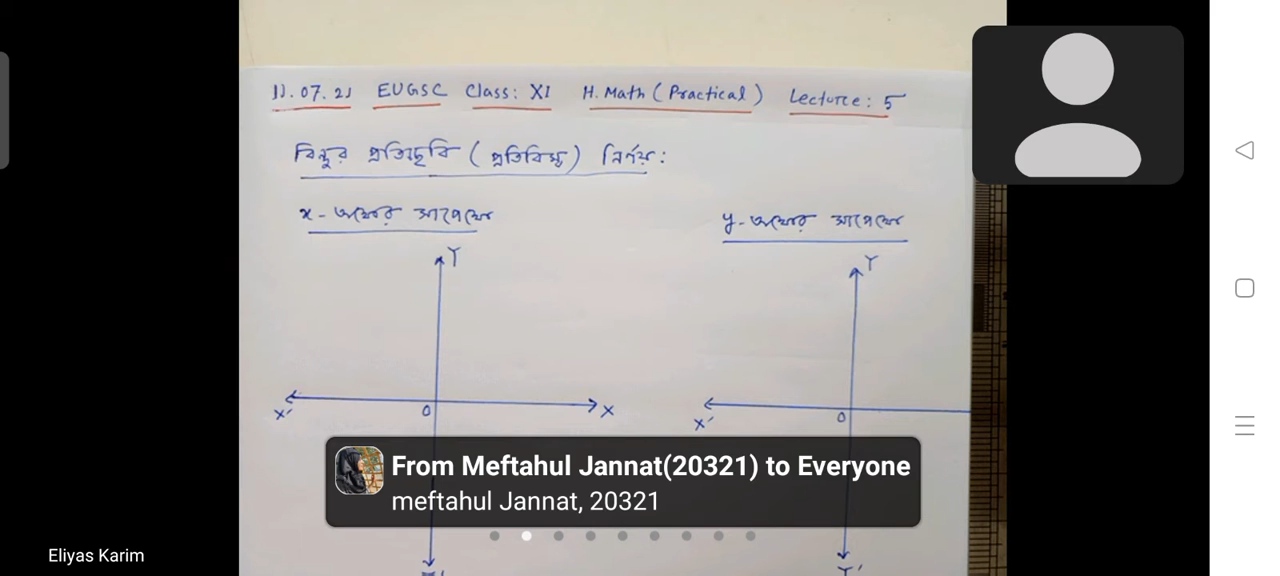 11.07.21 EUGSC Class: XI H.Math (Practical) Lecture: 5
বিন্দুর প্রতিচ্ছবি (প্রতিবিম্ব) নির্ণয়:
x-অক্ষের সাপেক্ষে
y-অক্ষের সাপেক্ষে
Y
Y
X' O X
X' O
From Meftahul Jannat(20321) to Everyone
meftahul Jannat, 20321
Y'
Eliyas Karim